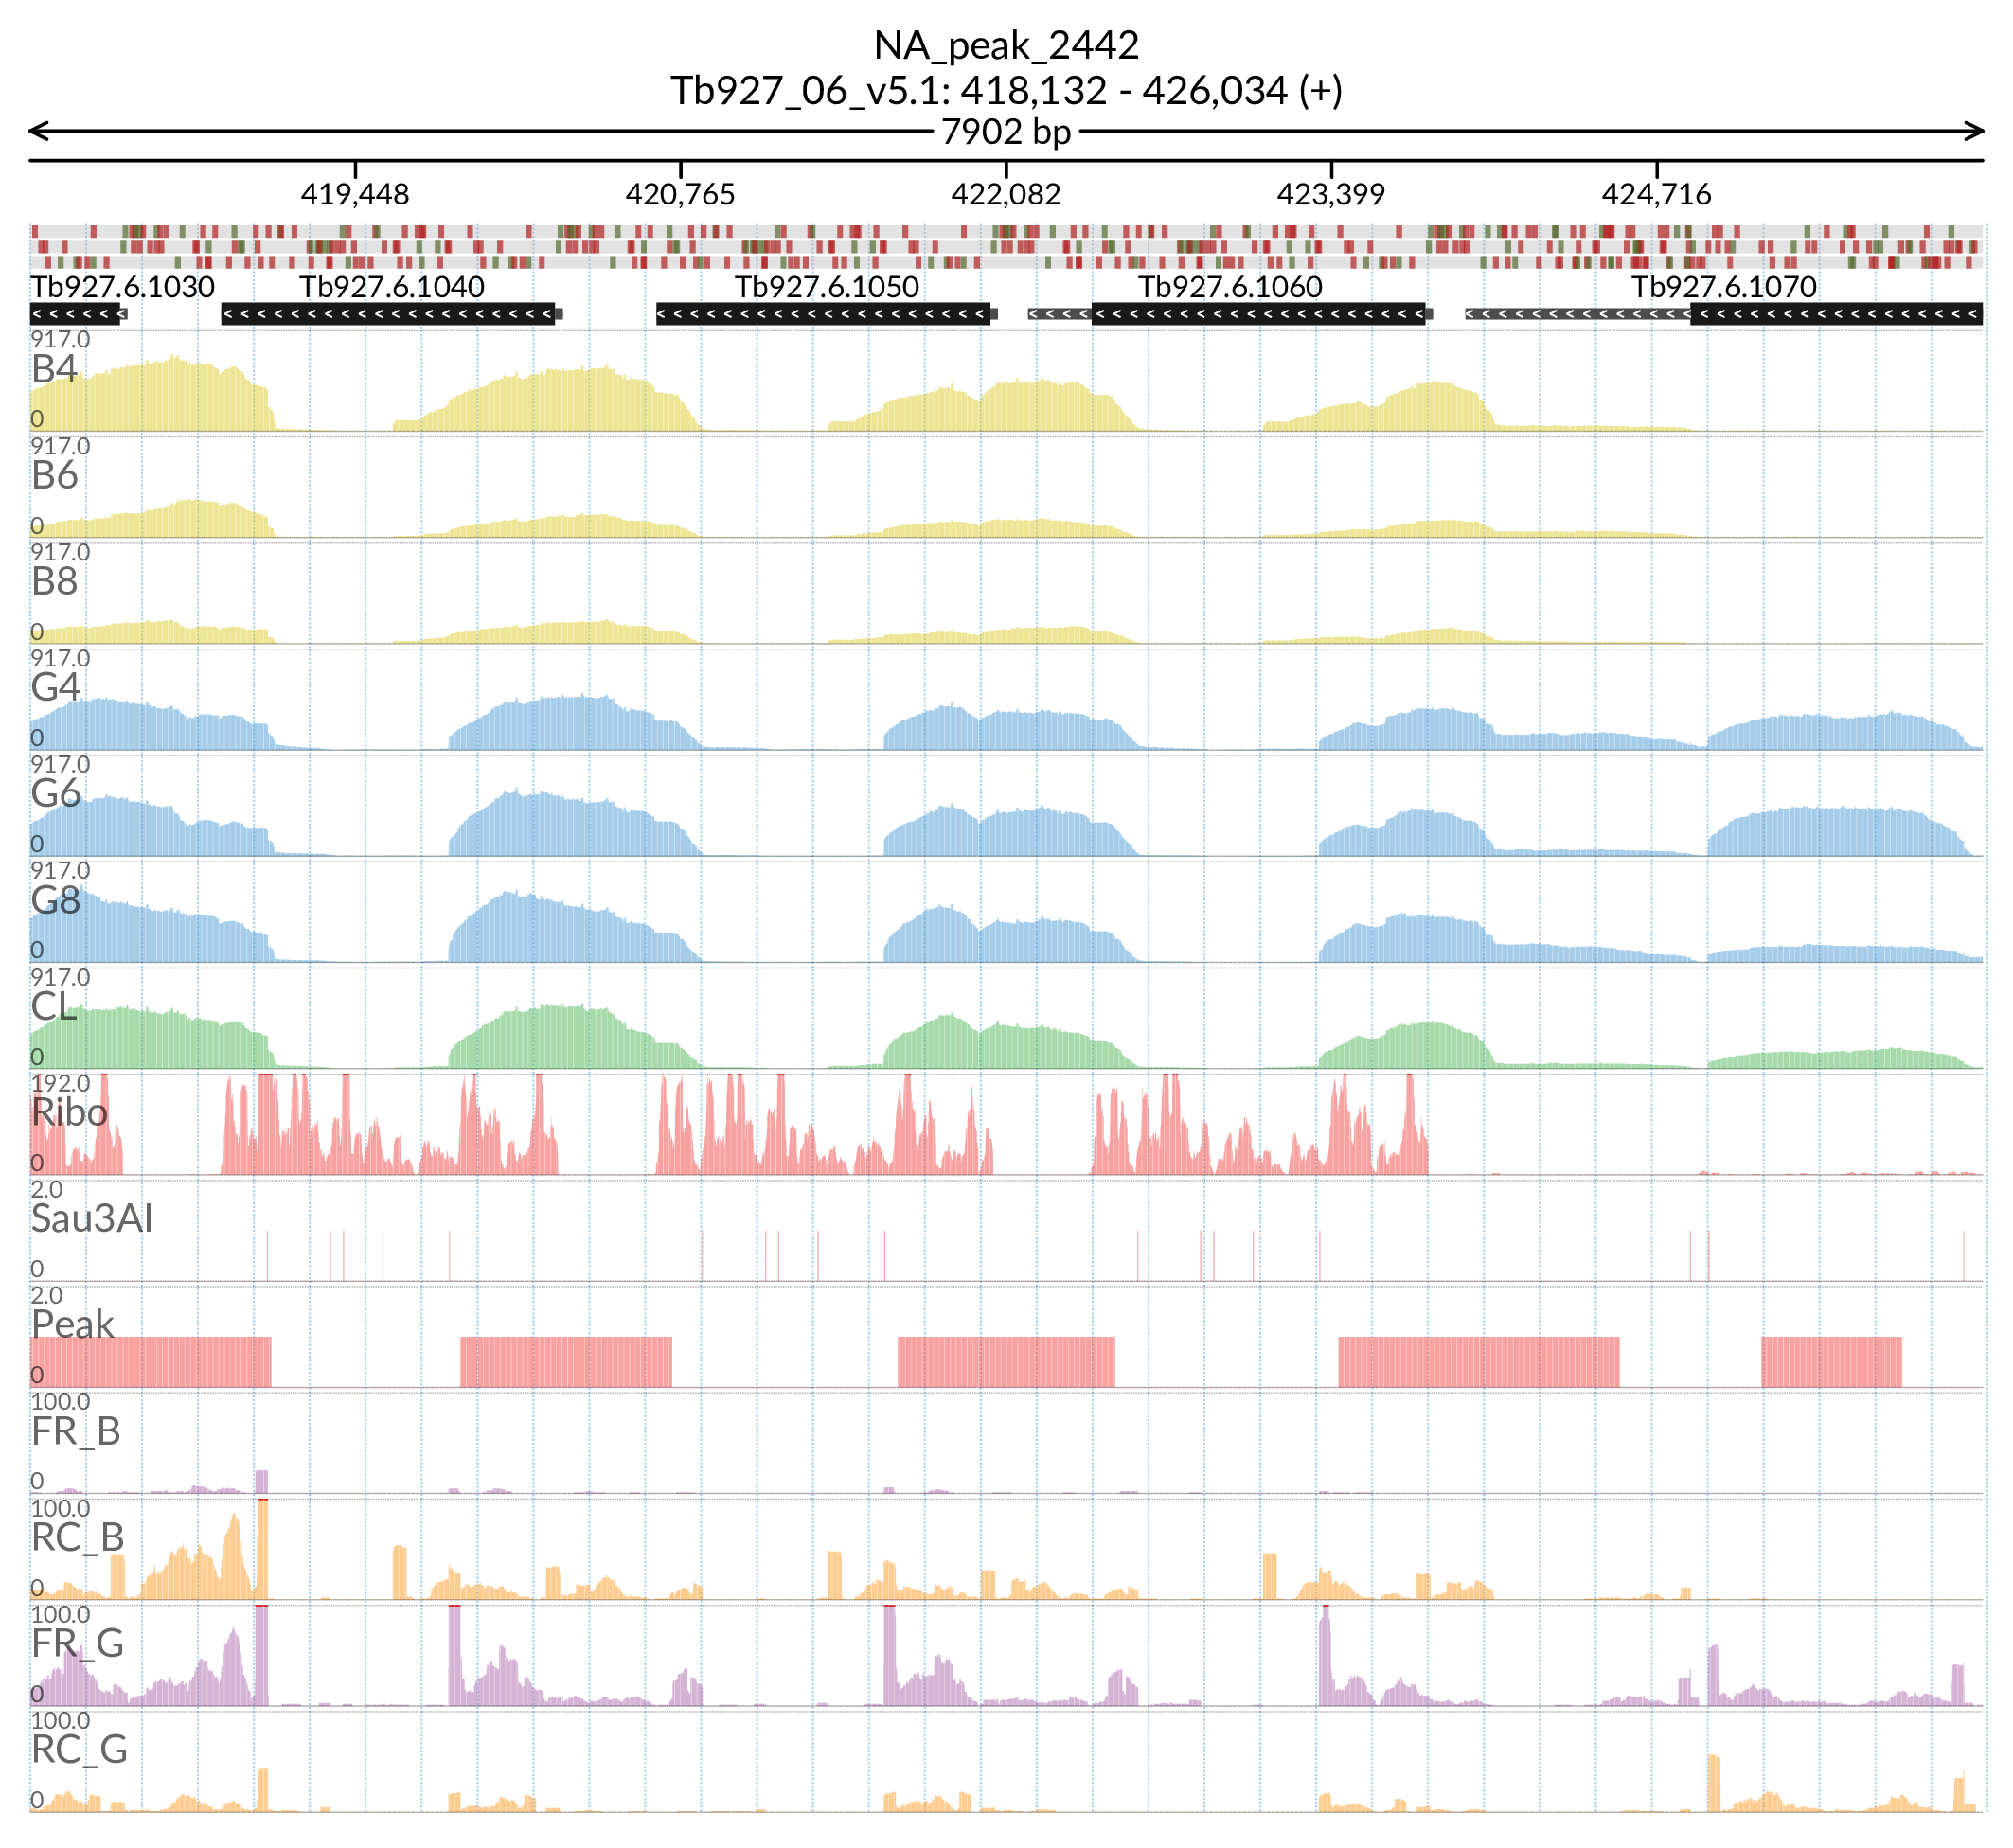 NA_peak_2442
Tb927_06_v5.1: 418,132 - 426,034 (+)
7902 bp
419,448 420,765 422,082 423,399 424,716
Tb927.6.1030 Tb927.6.1040 Tb927.6.1050 Tb927.6.1060 Tb927.6.1070
917.0
B4
0
917.0
B6
0
917.0
B8
0
917.0
G4
0
917.0
G6
0
917.0
G8
0
917.0
CL
0
192.0
Ribo
0
2.0
Sau3AI
0
2.0
Peak
0
100.0
FR_B
0
100.0
RC_B
0
100.0
FR_G
0
100.0
RC_G
0